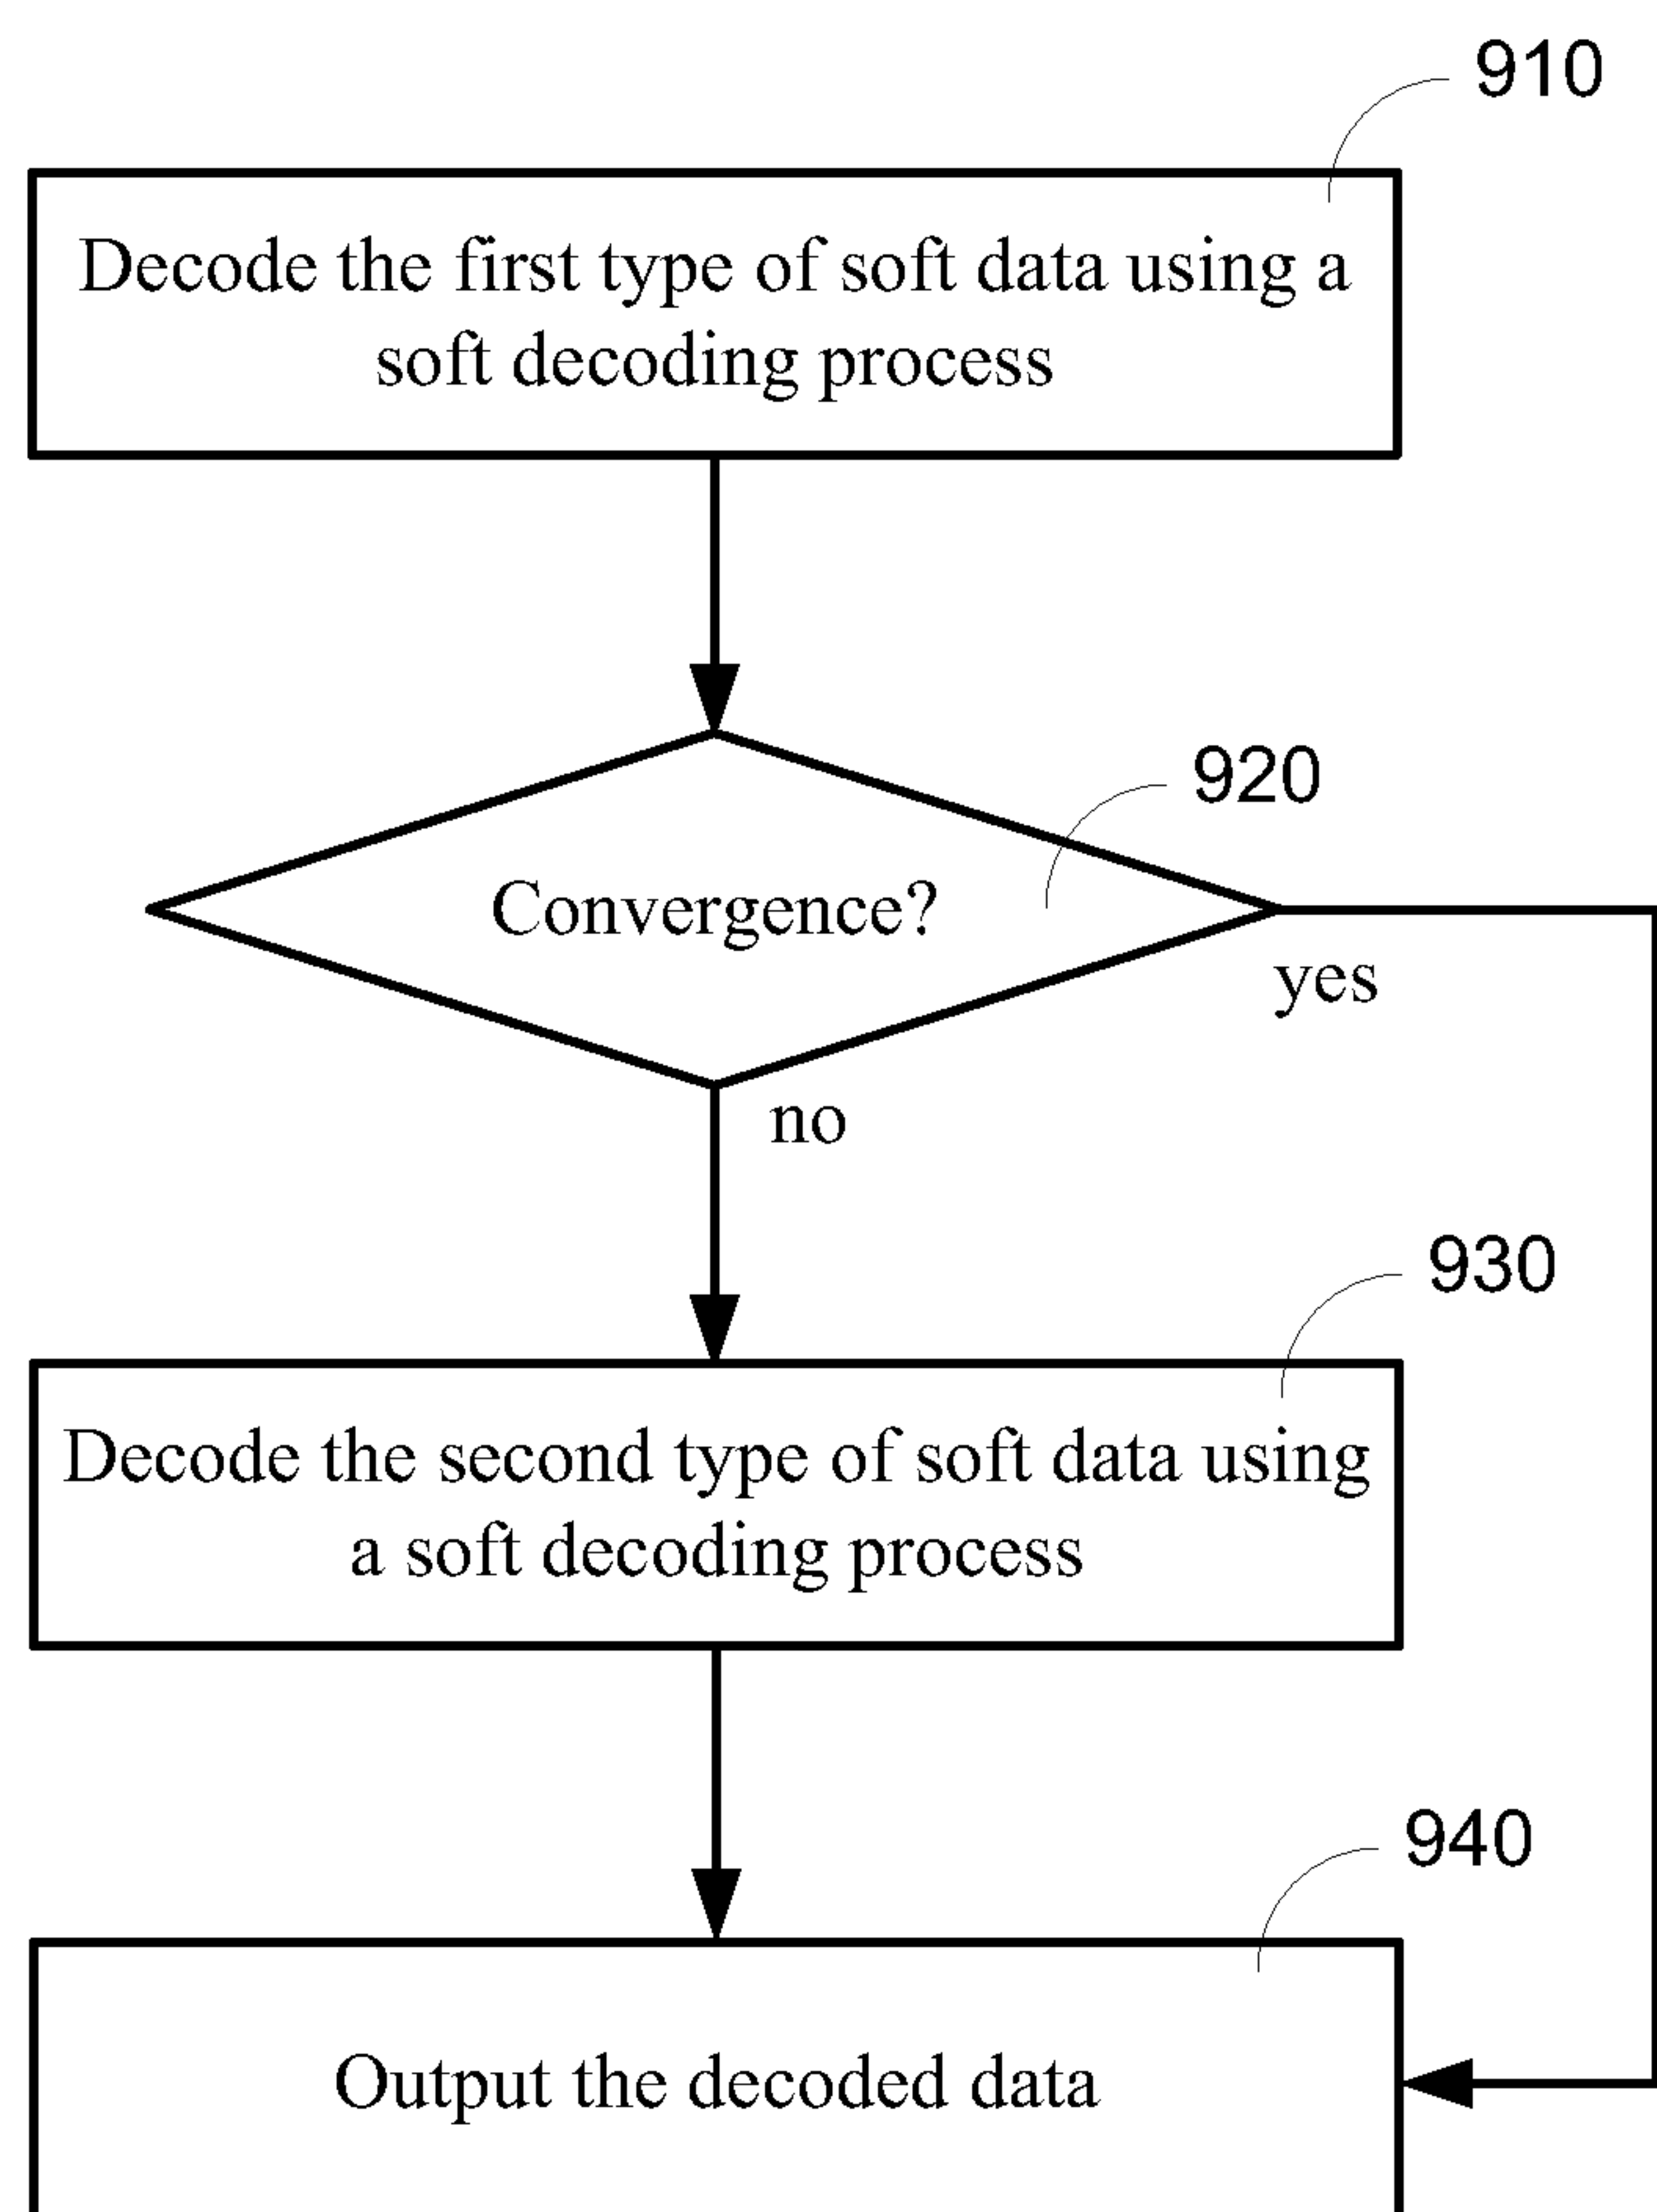 910
Decode the first type of soft data using a
soft decoding process
920
Convergence?
yes
no
930
Decode the second type of soft data using
a soft decoding process
940
Output the decoded data